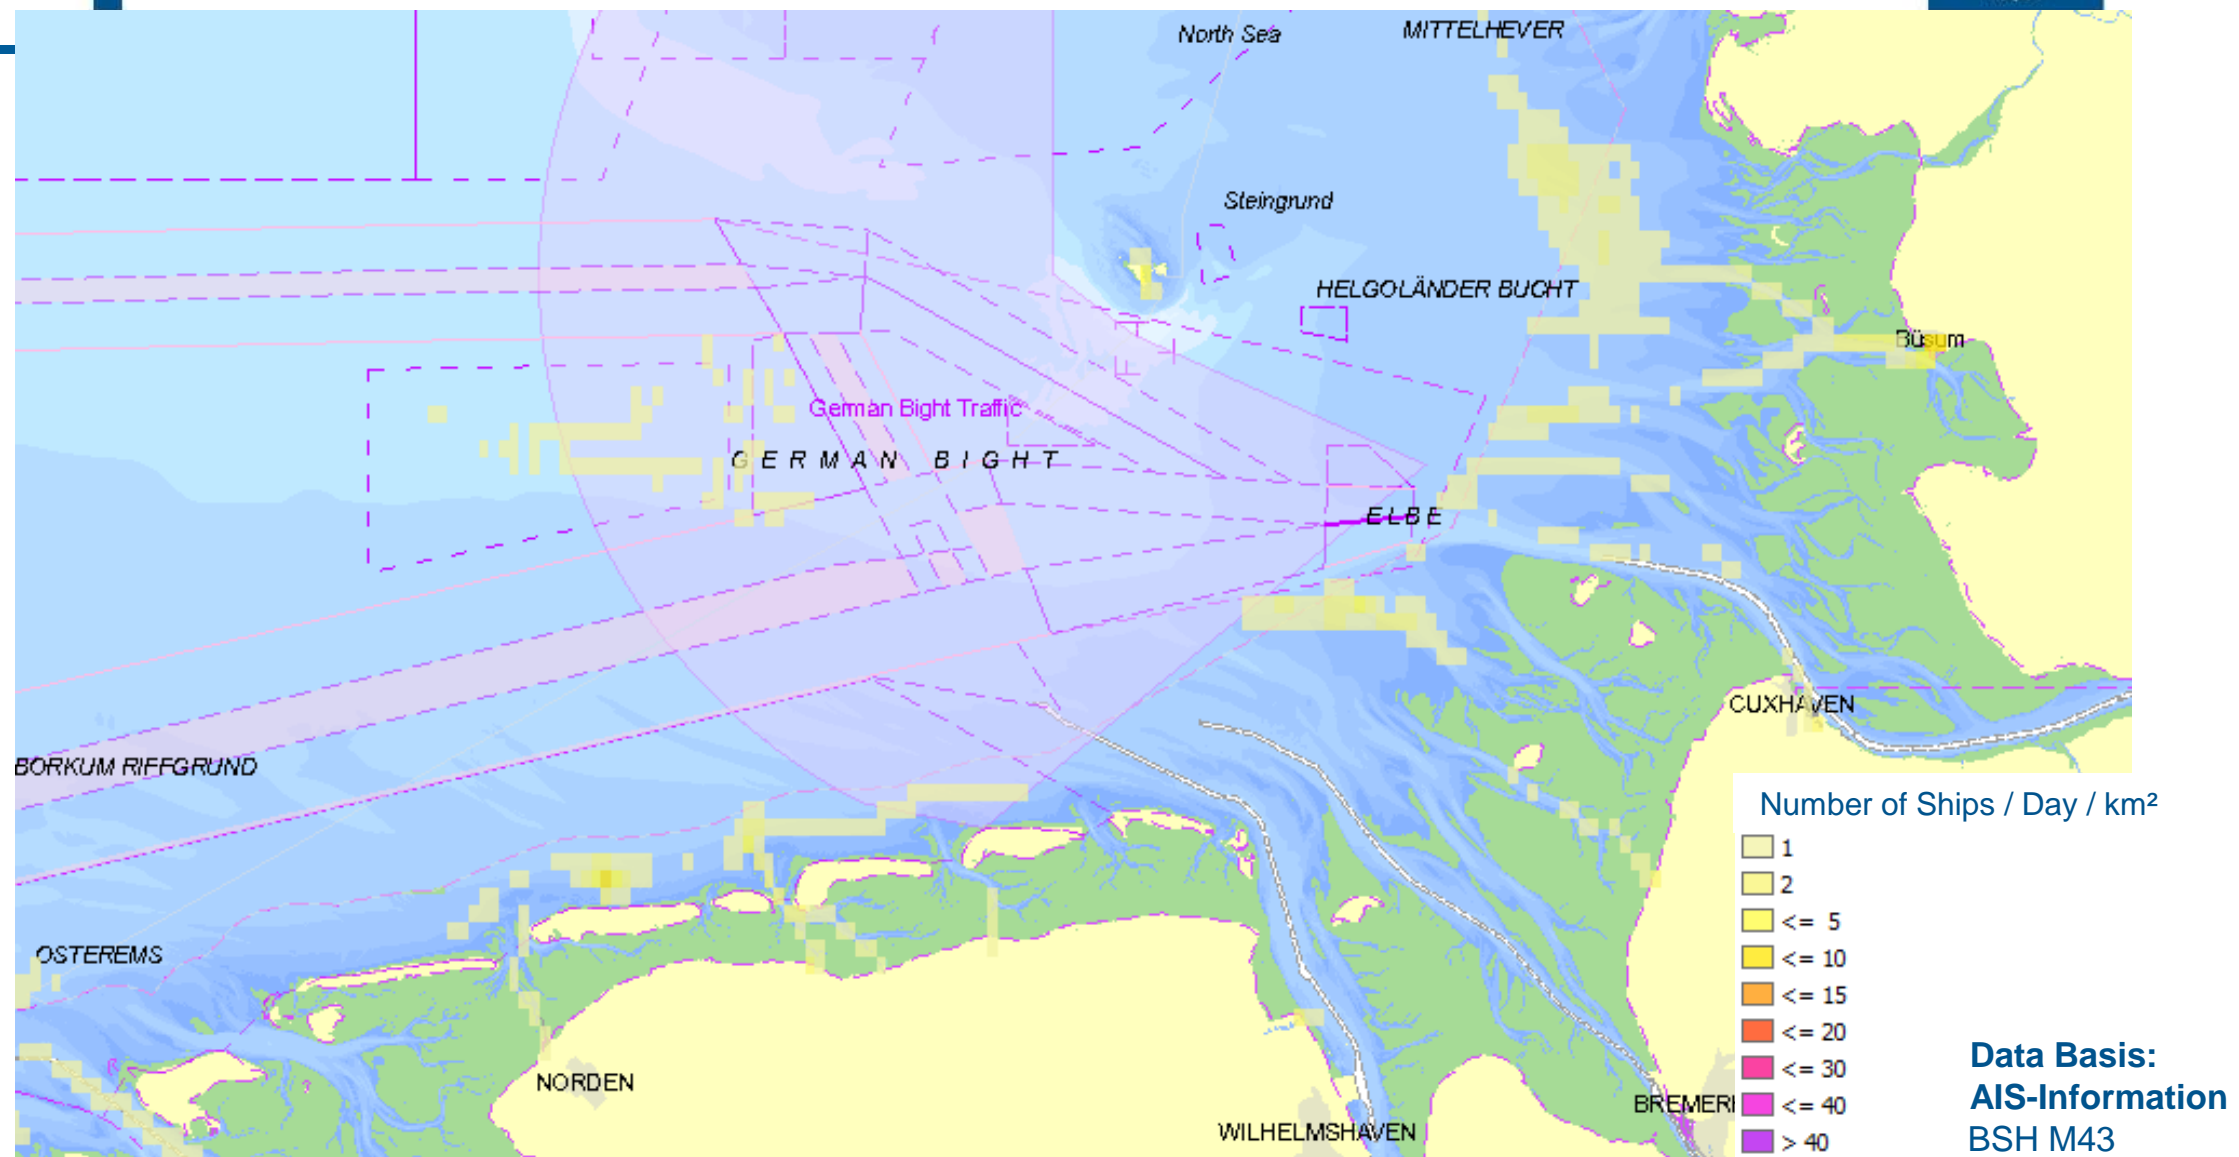 North Sea
MITTELHEVER
Steingrund
HELGOLÄNDER BUCHT
Büsum
German Bight Traffic
GERMAN BIGHT
ELBE
CUXHAVEN
BORKUM RIFFGRUND
OSTEREMS
NORDEN
WILHELMSHAVEN
BREMER
Number of Ships / Day / km²
1
2
<= 5
<= 10
<= 15
<= 20
<= 30
<= 40
> 40
Data Basis:
AIS-Information
BSH M43